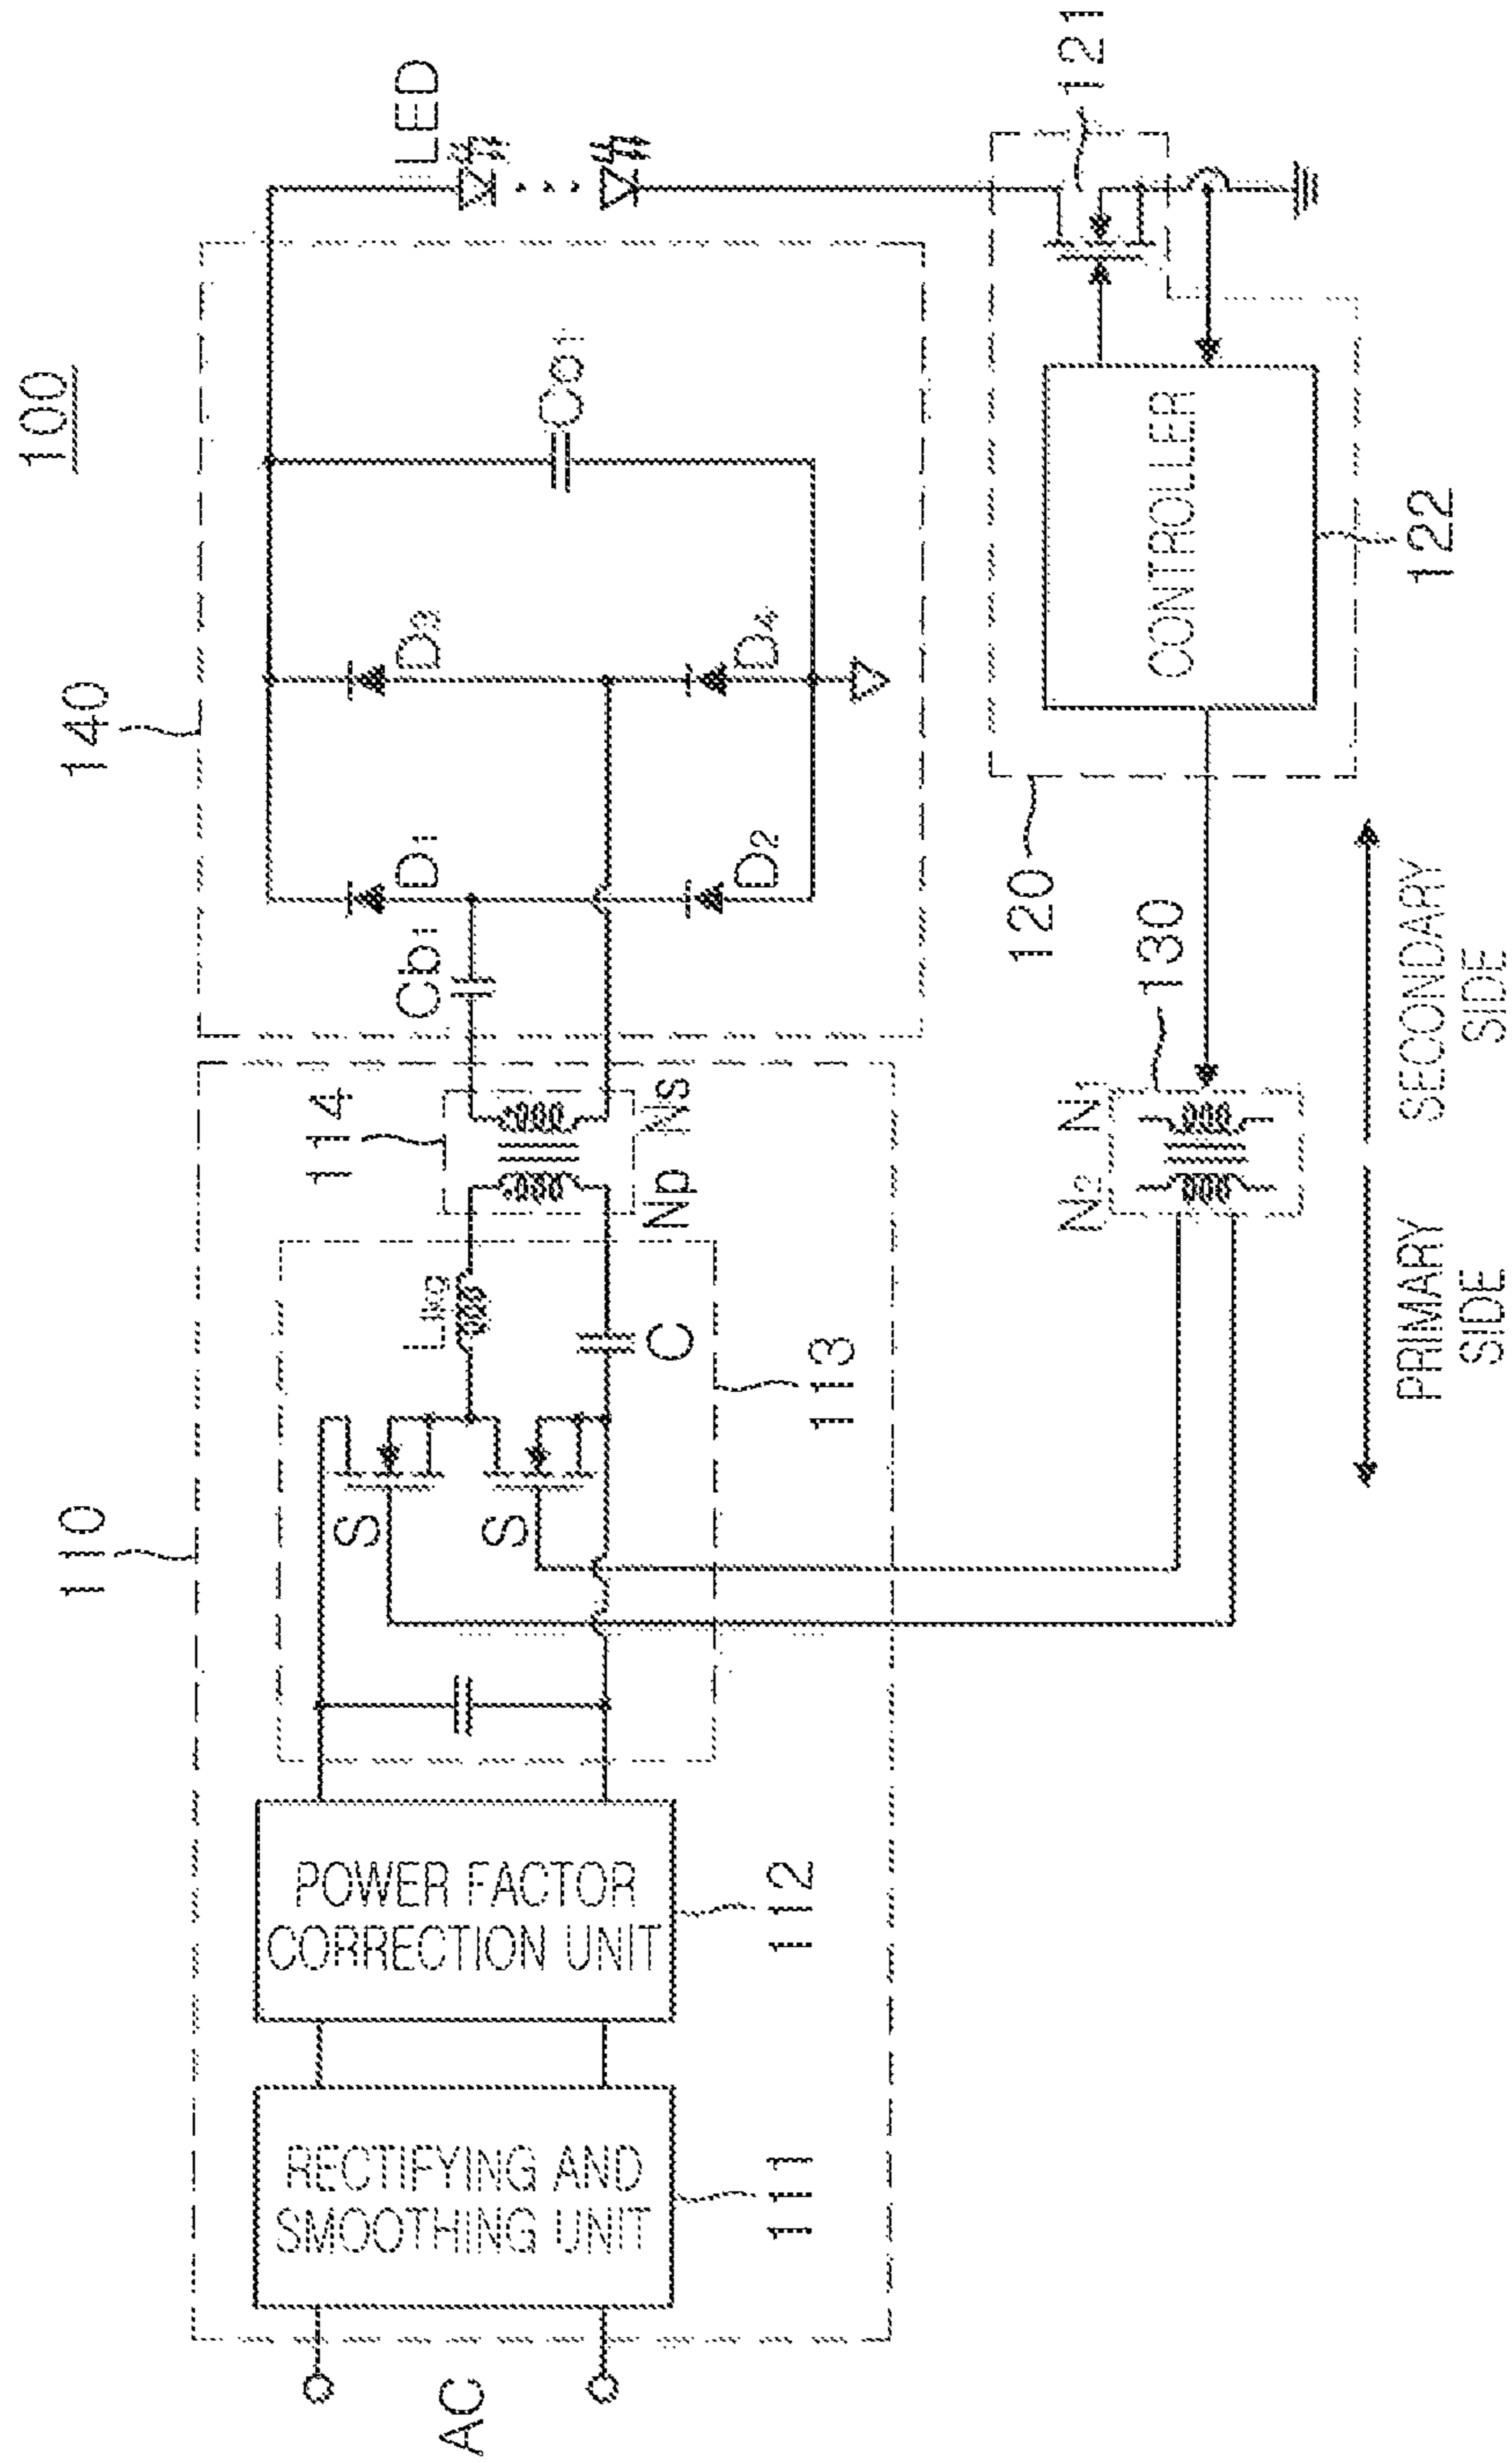 100
110
140
114
Cb1
D1
D3
D2
D4
Co1
LED
AC
RECTIFYING AND
SMOOTHING UNIT
111
POWER FACTOR
CORRECTION UNIT
112
S
S
Llkg
C
113
Np
Ns
120
121
CONTROLLER
122
130
N2
N1
PRIMARY
SIDE
SECONDARY
SIDE